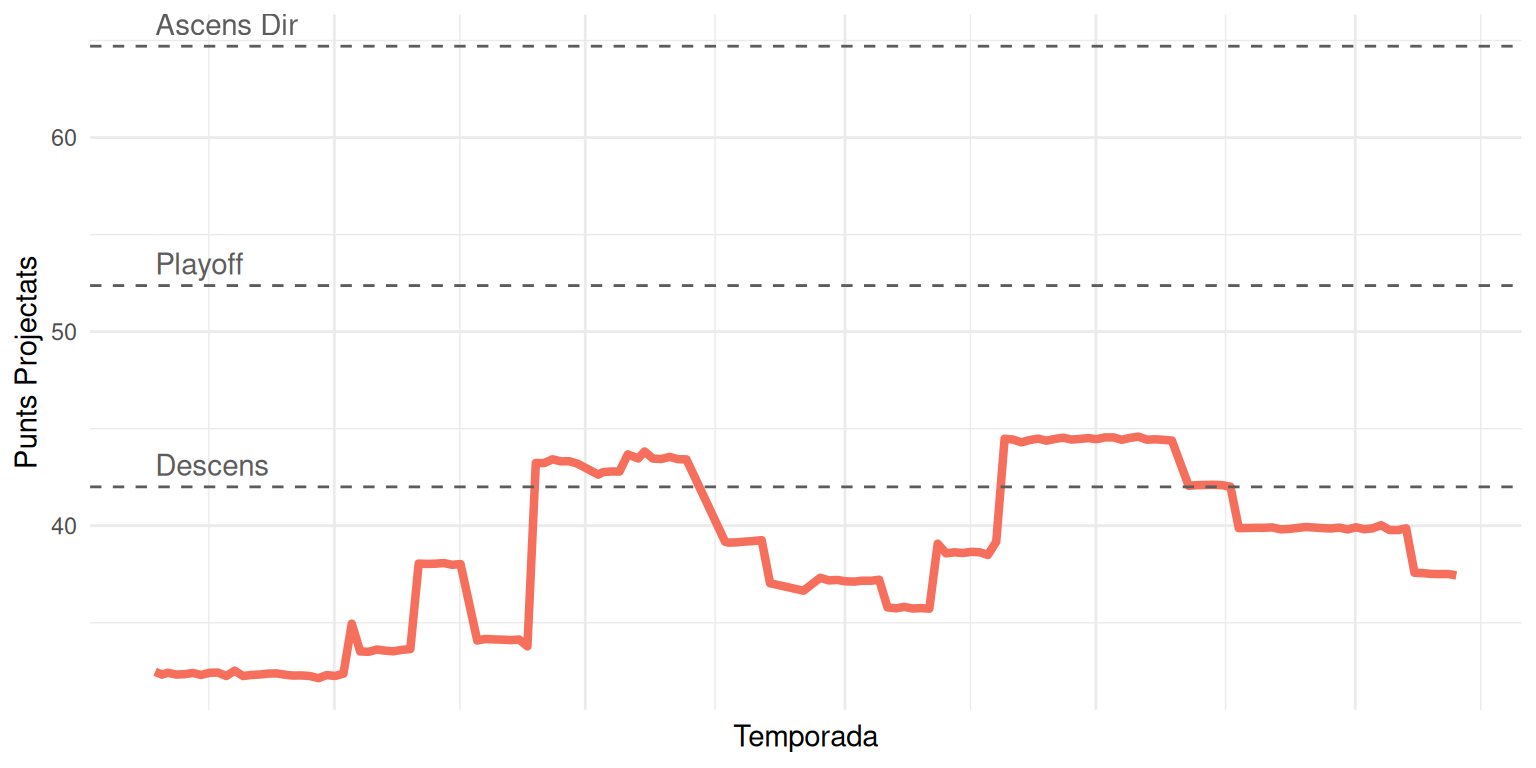 Ascens Dir
60
Playoff
50
Descens
40
Punts Projectats
Temporada